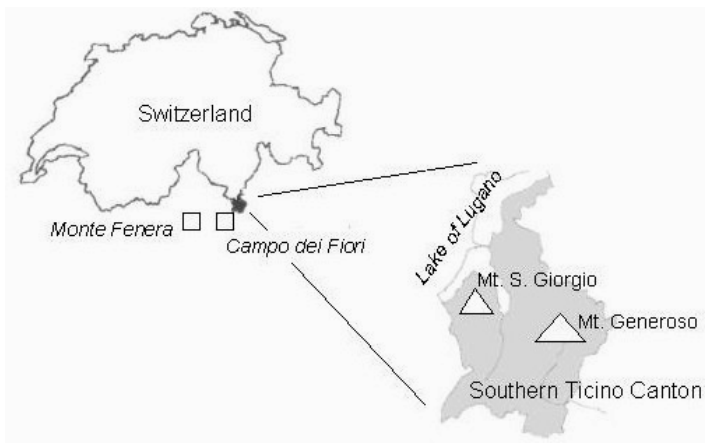 Switzerland
Monte Fenera
Campo dei Fiori
Lake of Lugano
Mt. S. Giorgio
Mt. Generoso
Southern Ticino Canton